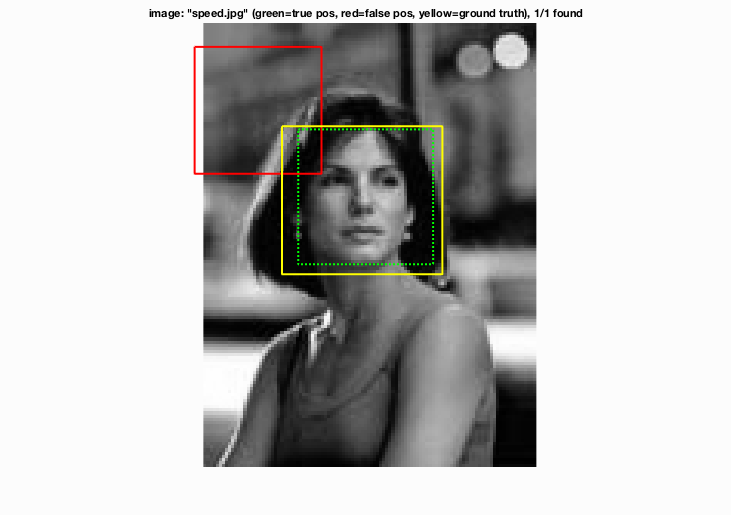 image: "speed.jpg" (green=true pos, red=false pos, yellow=ground truth), 1/1 found